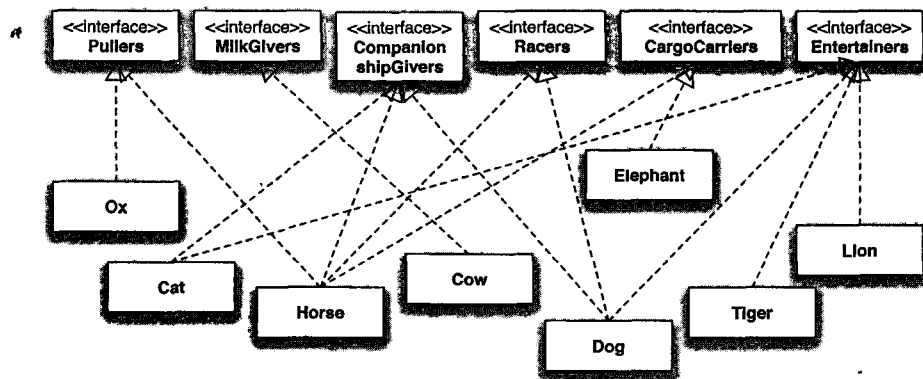 <<interface>>
Pullers
<<interface>>
MilkGivers
<<interface>>
Companion
shipGivers
<<interface>>
Racers
<<interface>>
CargoCarriers
<<interface>>
Entertainers
Elephant
Ox
Lion
Cat
Cow
Horse
Tiger
Dog